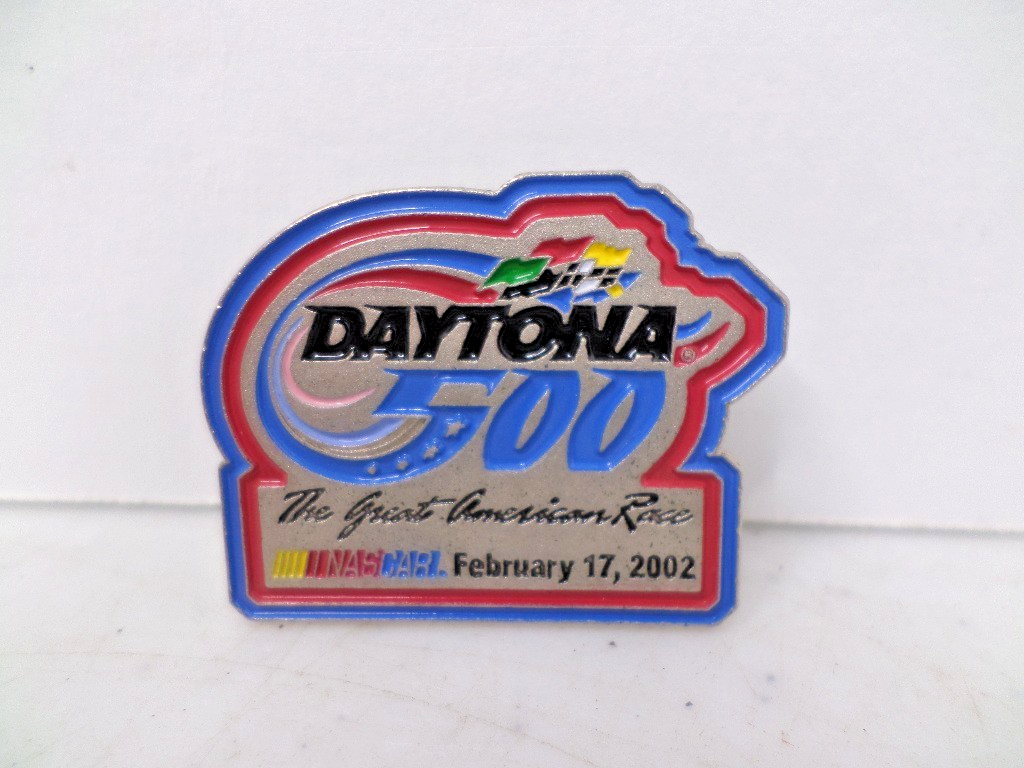 DAYTONA ®
500
The Great American Race
NASCAR. February 17, 2002